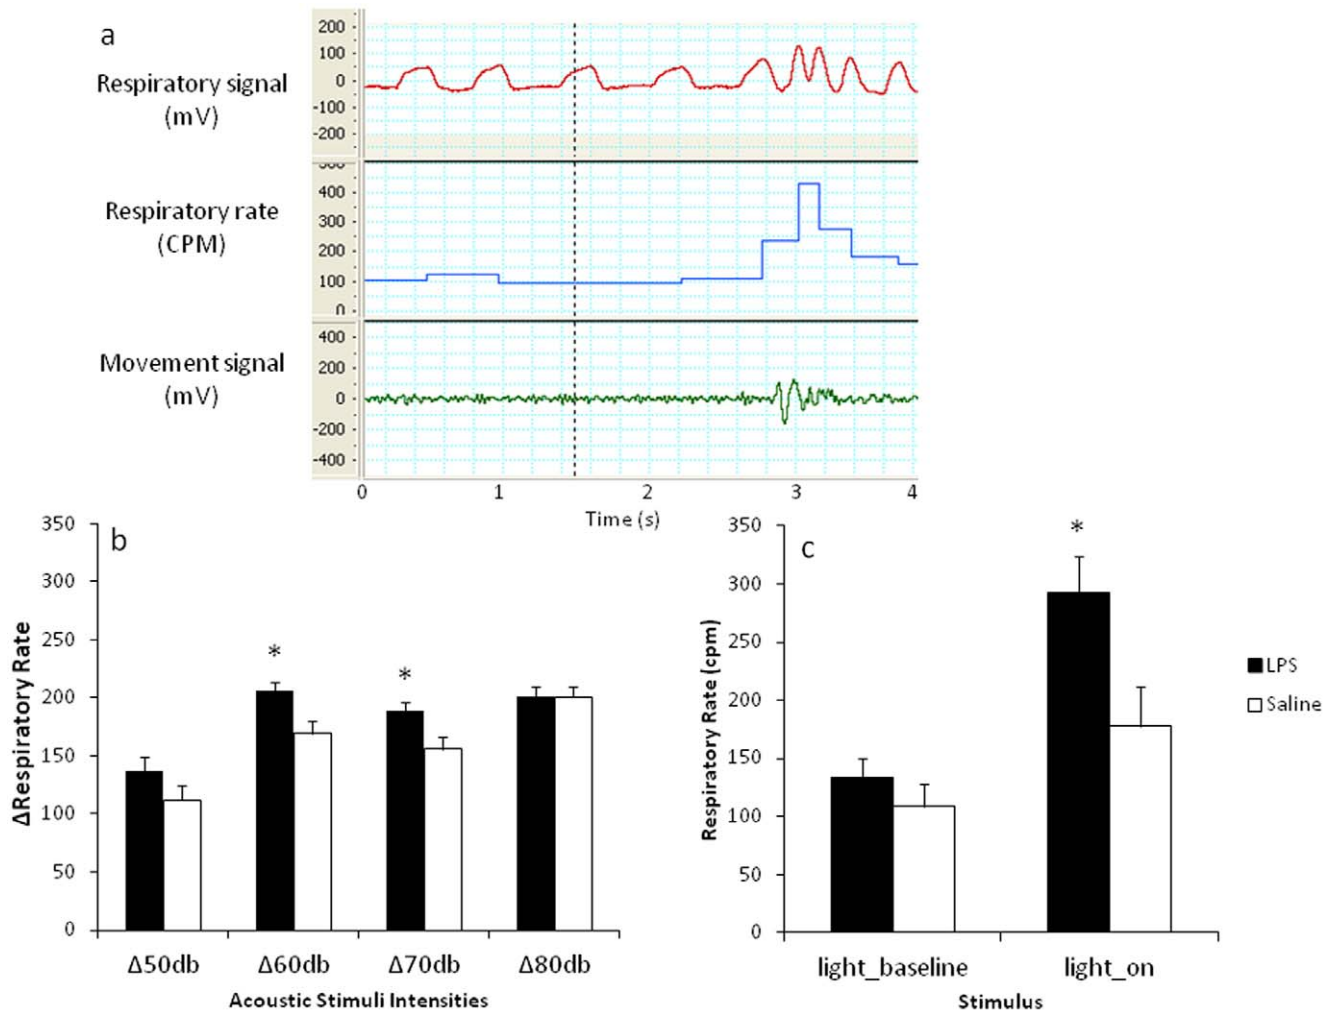 a
Respiratory signal
(mV)
200
100
0
-100
-200
Respiratory rate
(CPM)
500
400
300
200
100
0
Movement signal
(mV)
400
200
0
-200
-400
0 1 2 3 4
Time (s)
b
350
300
250
200
150
100
50
0
ΔRespiratory Rate
* *
Δ50db Δ60db Δ70db Δ80db
Acoustic Stimuli Intensities
c
350
300
250
200
150
100
50
0
Respiratory Rate (cpm)
*
light_baseline light_on
Stimulus
LPS
Saline